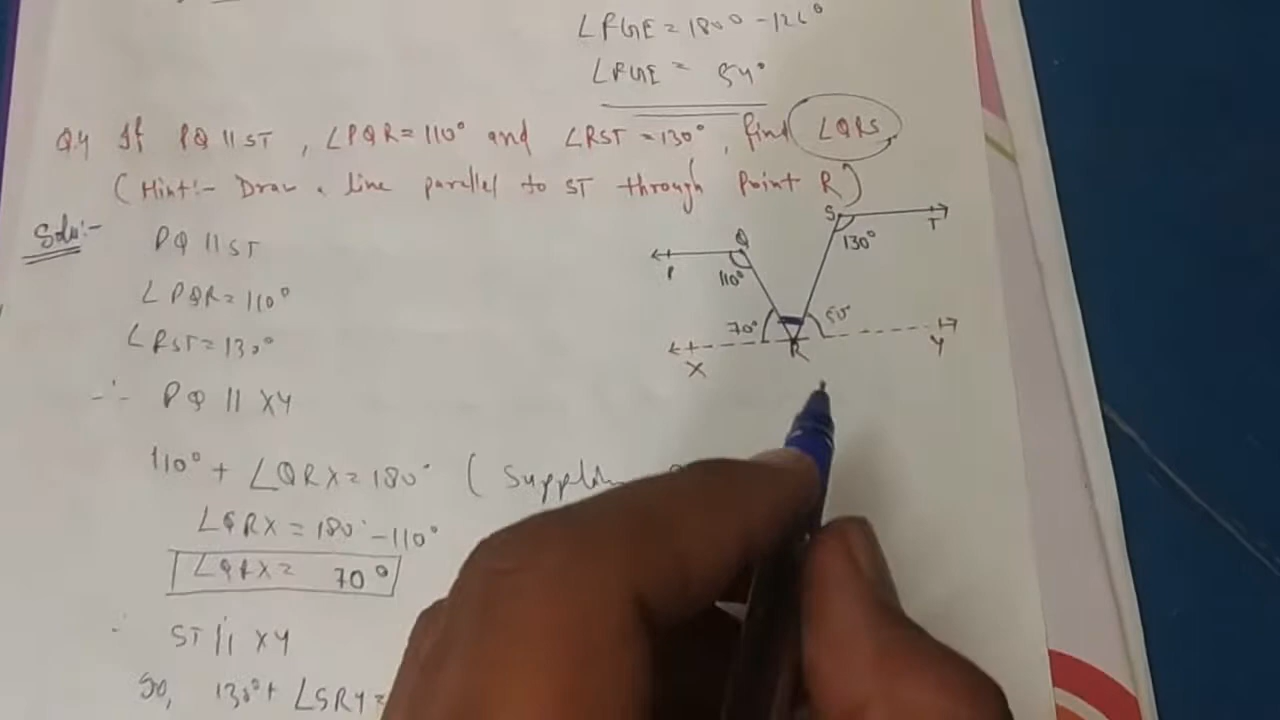 ∠FGE = 180° - 126°
∠FGE = 54°
Q.4 If PQ || ST, ∠PQR = 110° and ∠RST = 130°, find ∠QRS
(Hint:- Draw a line parallel to ST through point R)
Solu:-
PQ || ST
∠PQR = 110°
∠RST = 130°
∴ PQ || XY
110° + ∠QRX = 180° (
∠QRX = 180° - 110°
∠QRX = 70°
∴ ST || XY
So, 130° + ∠SRY =
S
T
130°
Q
P
110°
70°
50°
X
R
Y